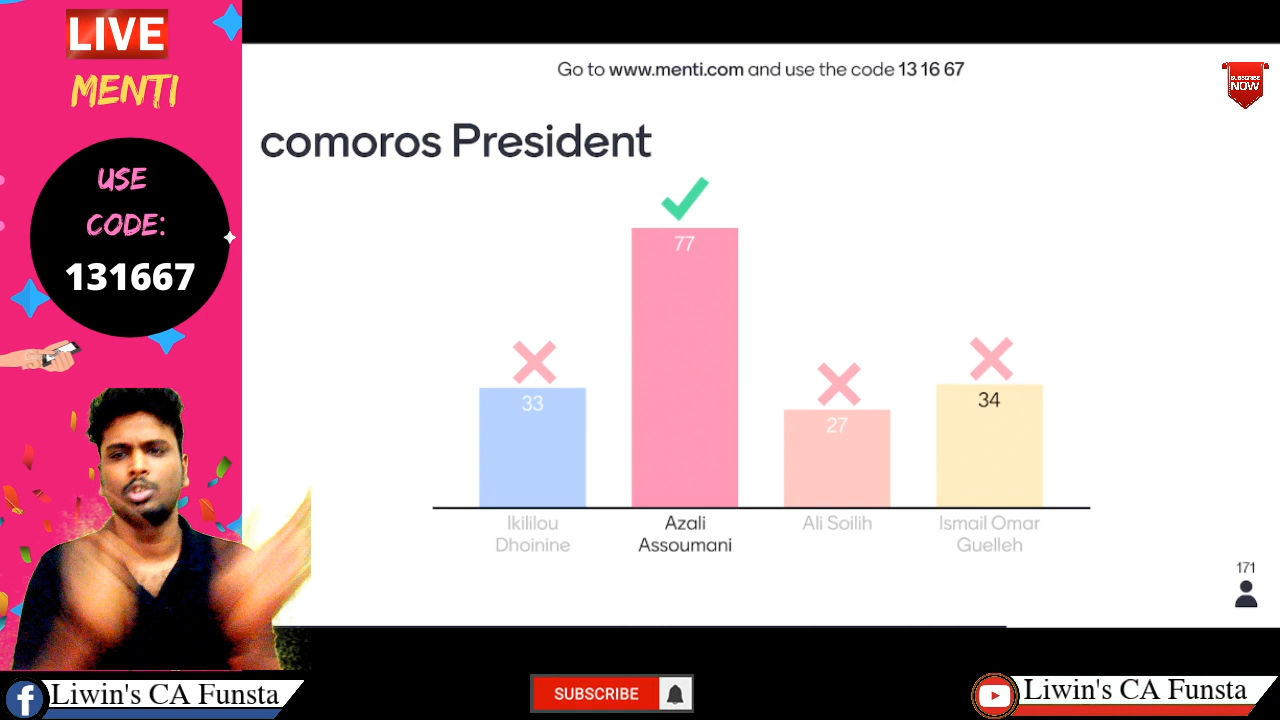 LIVE
MENTI
USE
CODE:
131667
Go to www.menti.com and use the code 13 16 67
SUBSCRIBE
NOW
comoros President
77
33
27
34
Ikililou
Dhoinine
Azali
Assoumani
Ali Soilih
Ismail Omar
Guelleh
171
f
Liwin's CA Funsta
SUBSCRIBE
Liwin's CA Funsta